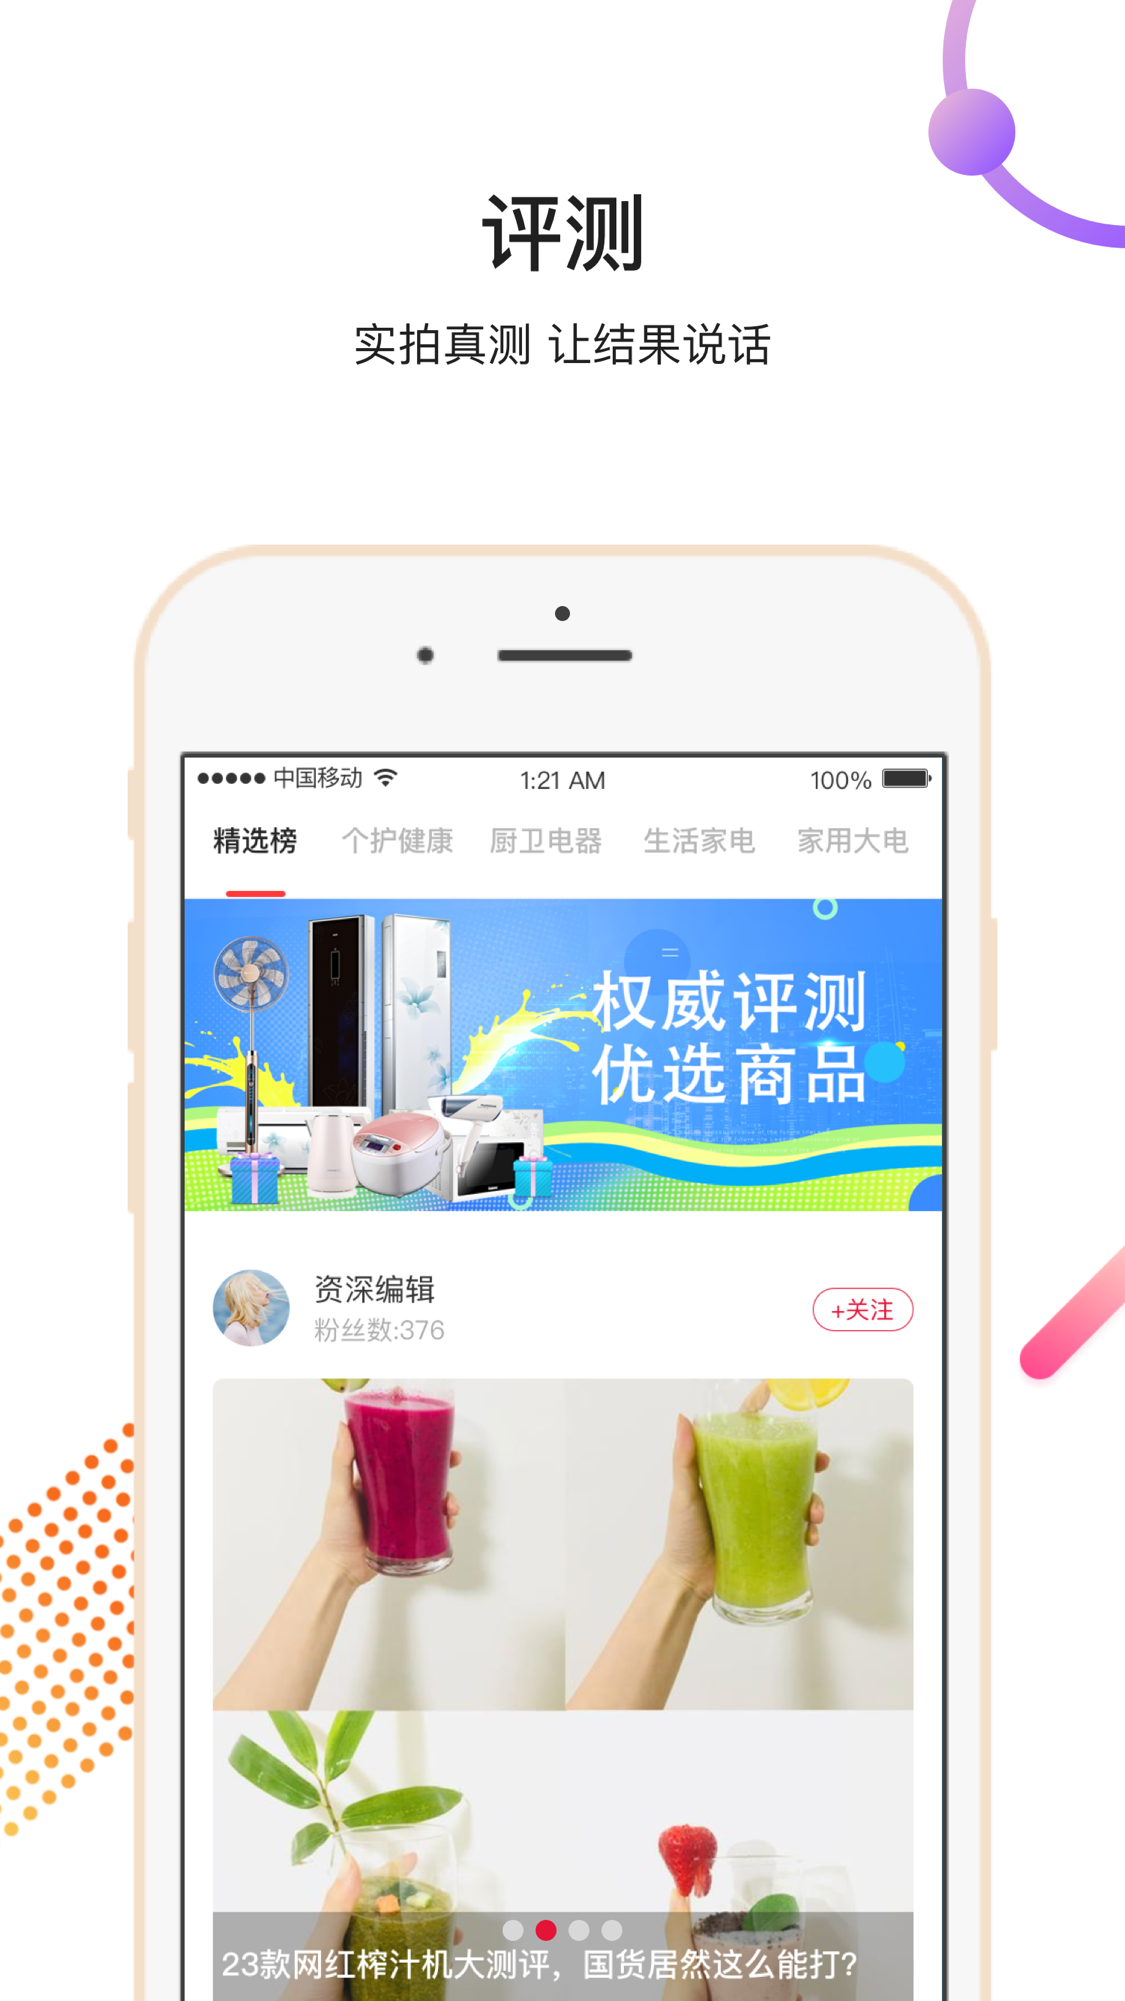 评测
实拍真测 让结果说话
中国移动
1:21 AM
100%
精选榜
个护健康
厨卫电器
生活家电
家用大电
权威评测
优选商品
资深编辑
粉丝数:376
+关注
23款网红榨汁机大测评，国货居然这么能打?